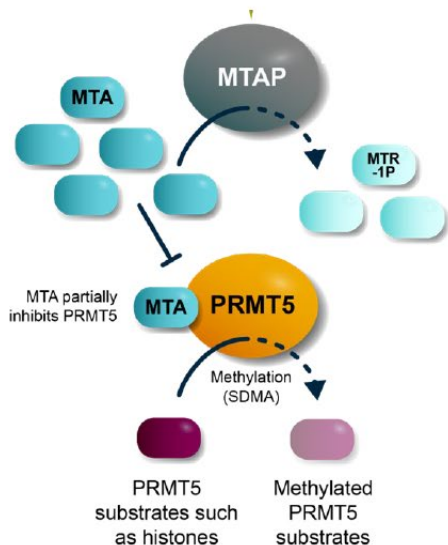 MTAP
MTA
MTR
-1P
MTA partially
inhibits PRMT5
MTA
PRMT5
Methylation
(SDMA)
PRMT5
substrates such
as histones
Methylated
PRMT5
substrates